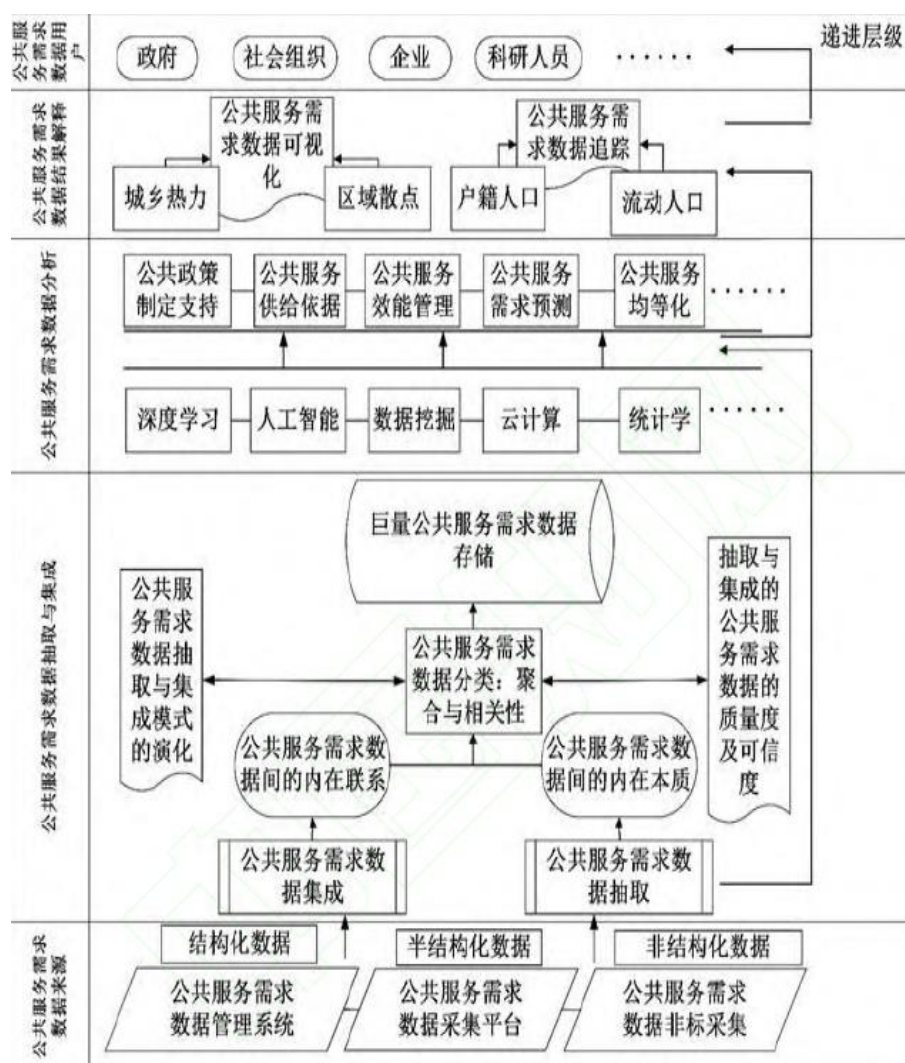 公共服
务需求
数据用
户
政府
社会组织
企业
科研人员
······
递进层级
公共服务需求
数据结果解释
公共服务需
求数据可视
化
城乡热力
区域散点
公共服务需
求数据追踪
户籍人口
流动人口
公共服务需求数据分析
公共政策
制定支持
公共服务
供给依据
公共服务
效能管理
公共服务
需求预测
公共服务
均等化
······
深度学习
人工智能
数据挖掘
云计算
统计学
······
公共服务需求数据抽取与集成
巨量公共服务需求数据
存储
公共服
务需求
数据抽
取与集
成模式
的演化
公共服务需求
数据分类：聚
合与相关性
抽取与
集成的
公共服
务需求
数据的
质量度
及可信
度
公共服务需求数
据间的内在联系
公共服务需求数
据间的内在本质
公共服务需求数
据集成
公共服务需求数
据抽取
公共服务需求
数据来源
结构化数据
半结构化数据
非结构化数据
公共服务需求
数据管理系统
公共服务需求
数据采集平台
公共服务需求
数据非标采集